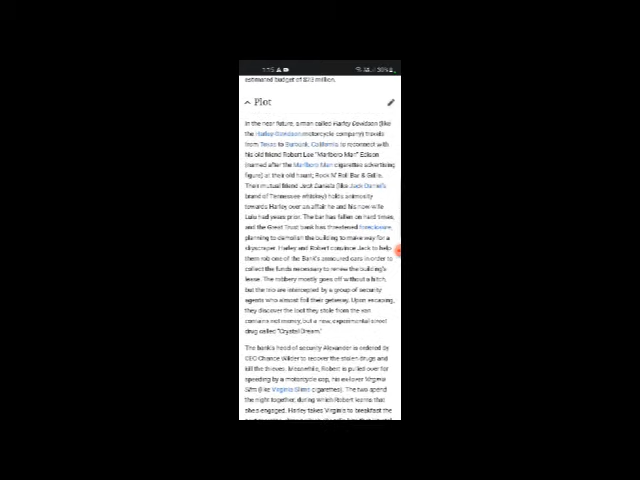 estimated budget of $23 million.
Plot
In the near future, a man called Harley Davidson (like
the Harley-Davidson motorcycle company) travels
from Texas to Burbank, California, to reconnect with
his old friend Robert Lee "Marlboro Man" Edison
(named after the Marlboro Man cigarettes advertising
figure) at their old haunt, Rock N' Roll Bar & Grille.
Their mutual friend Jack Daniels (like Jack Daniel's
brand of Tennessee whiskey) holds animosity
towards Harley over an affair he and his now wife
Lulu had years prior. The bar has fallen on hard times,
and the Great Trust bank has threatened foreclosure,
planning to demolish the building to make way for a
skyscraper. Harley and Robert convince Jack to help
them rob one of the Bank's armoured cars in order to
collect the funds necessary to renew the building's
lease. The robbery mostly goes off without a hitch,
but the trio are intercepted by a group of security
agents who almost foil their getaway. Upon escaping,
they discover the loot they stole from the van
contains not money, but a new, experimental street
drug called "Crystal Dream."
The bank's head of security Alexander is ordered by
CEO Chance Wilder to recover the stolen drugs and
kill the thieves. Meanwhile, Robert is pulled over for
speeding by a motorcycle cop, his ex-lover Virginia
Slim (like Virginia Slims cigarettes). The two spend
the night together, during which Robert learns that
she's engaged. Harley takes Virginia to breakfast the